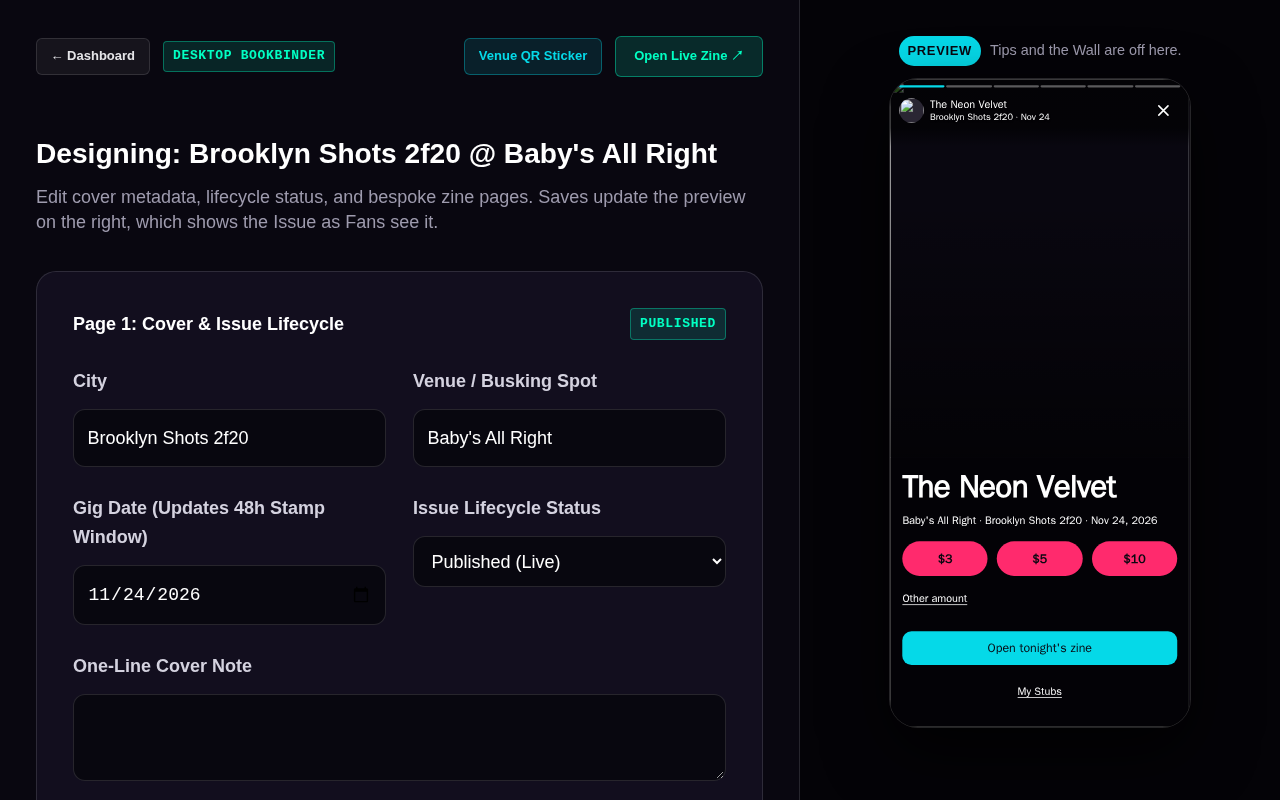 ← Dashboard
DESKTOP BOOKBINDER
Venue QR Sticker
Open Live Zine ↗
Designing: Brooklyn Shots 2f20 @ Baby's All Right
Edit cover metadata, lifecycle status, and bespoke zine pages. Saves update the preview
on the right, which shows the Issue as Fans see it.
Page 1: Cover & Issue Lifecycle
PUBLISHED
City
Venue / Busking Spot
Brooklyn Shots 2f20
Baby's All Right
Gig Date (Updates 48h Stamp
Window)
Issue Lifecycle Status
11/24/2026
Published (Live)
One-Line Cover Note
PREVIEW
Tips and the Wall are off here.
The Neon Velvet
Brooklyn Shots 2f20 · Nov 24
The Neon Velvet
Baby's All Right · Brooklyn Shots 2f20 · Nov 24, 2026
$3
$5
$10
Other amount
Open tonight's zine
My Stubs